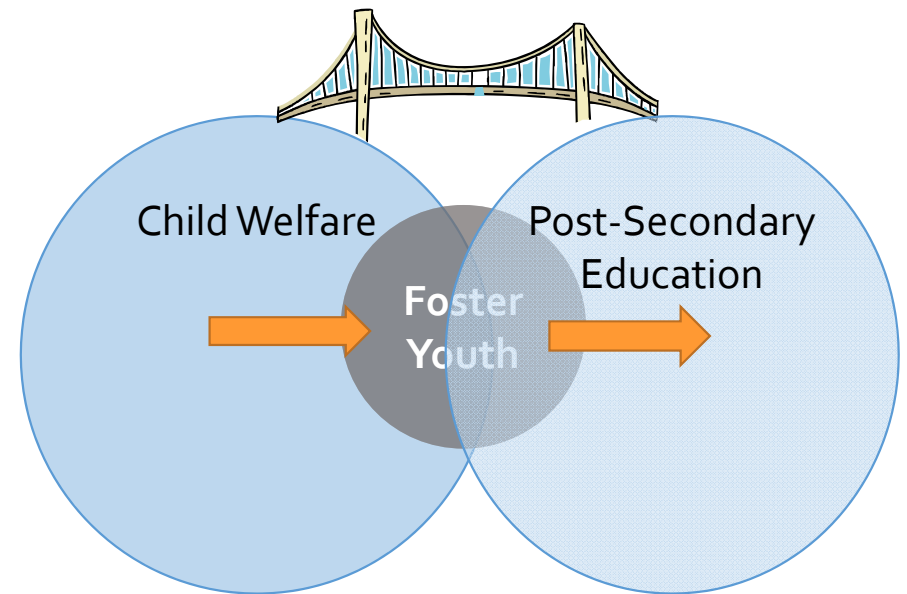 Child Welfare
Post-Secondary
Education
Foster
Youth